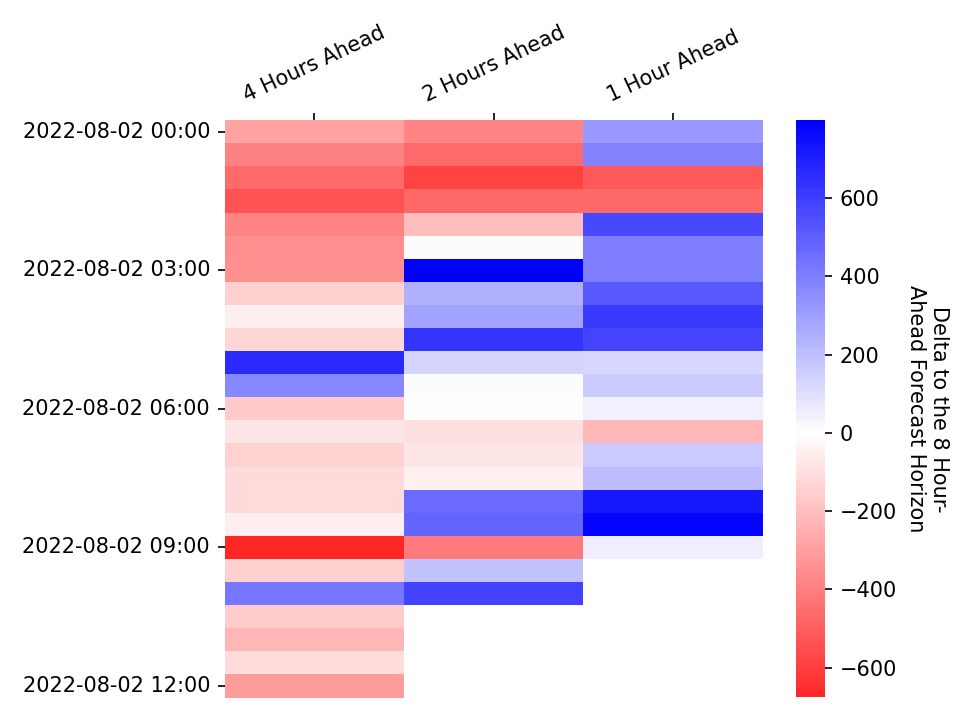 4 Hours Ahead
2 Hours Ahead
1 Hour Ahead
2022-08-02 00:00
2022-08-02 03:00
2022-08-02 06:00
2022-08-02 09:00
2022-08-02 12:00
600
400
200
0
−200
−400
−600
Delta to the 8 Hour-
Ahead Forecast Horizon